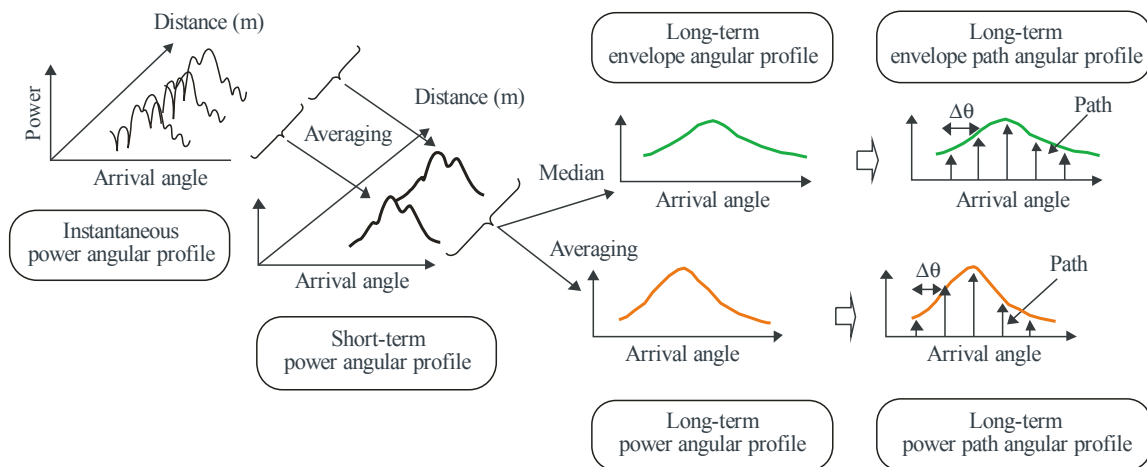 Distance (m)
Power
Arrival angle
Instantaneous
power angular profile
Averaging
Distance (m)
Arrival angle
Short-term
power angular profile
Median
Averaging
Long-term
envelope angular profile
Arrival angle
Long-term
envelope path angular profile
Δθ
Path
Arrival angle
Arrival angle
Long-term
power angular profile
Δθ
Path
Arrival angle
Long-term
power path angular profile